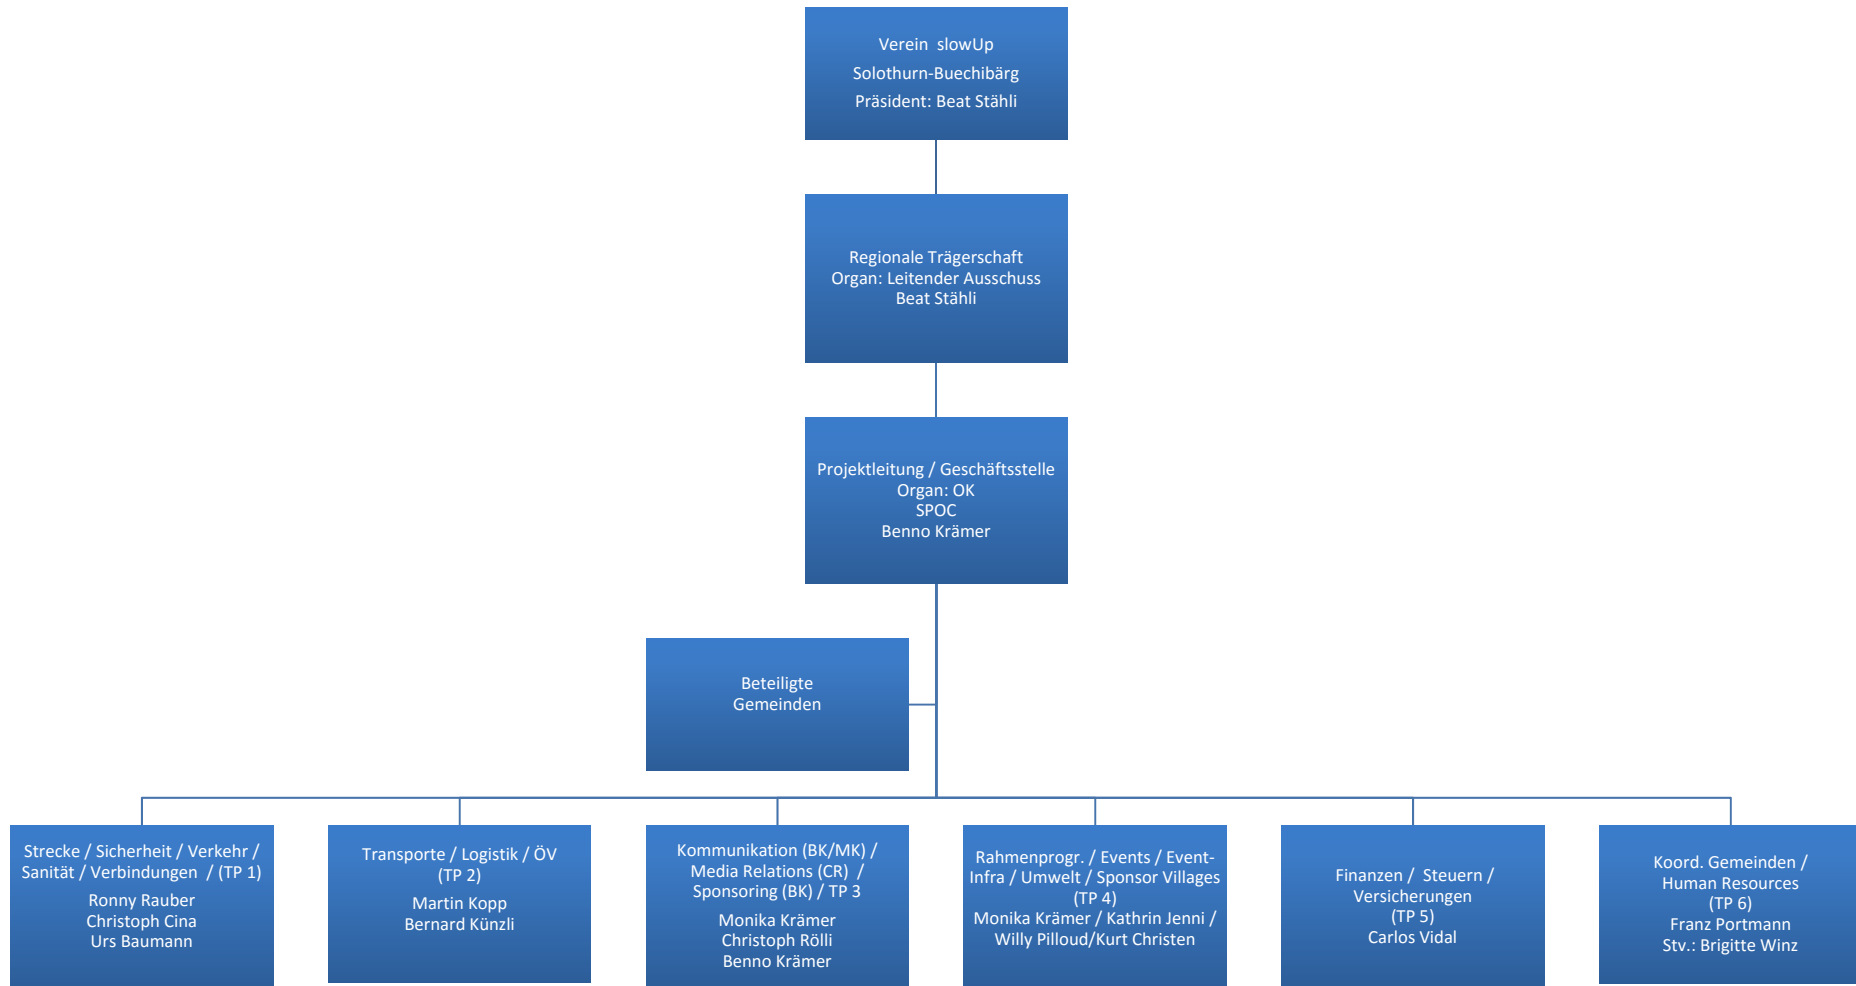 Verein slowUp
Solothurn-Buechibärg
Präsident: Beat Stähli
Regionale Trägerschaft
Organ: Leitender Ausschuss
Beat Stähli
Projektleitung / Geschäftsstelle
Organ: OK
SPOC
Benno Krämer
Beteiligte
Gemeinden
Strecke / Sicherheit / Verkehr /
Sanität / Verbindungen / (TP 1)
Ronny Rauber
Christoph Cina
Urs Baumann
Transporte / Logistik / ÖV
(TP 2)
Martin Kopp
Bernard Künzli
Kommunikation (BK/MK) /
Media Relations (CR) /
Sponsoring (BK) / TP 3
Monika Krämer
Christoph Rölli
Benno Krämer
Rahmenprogr. / Events / Event-
Infra / Umwelt / Sponsor Villages
(TP 4)
Monika Krämer / Kathrin Jenni /
Willy Pilloud/Kurt Christen
Finanzen / Steuern /
Versicherungen
(TP 5)
Carlos Vidal
Koord. Gemeinden /
Human Resources
(TP 6)
Franz Portmann
Stv.: Brigitte Winz